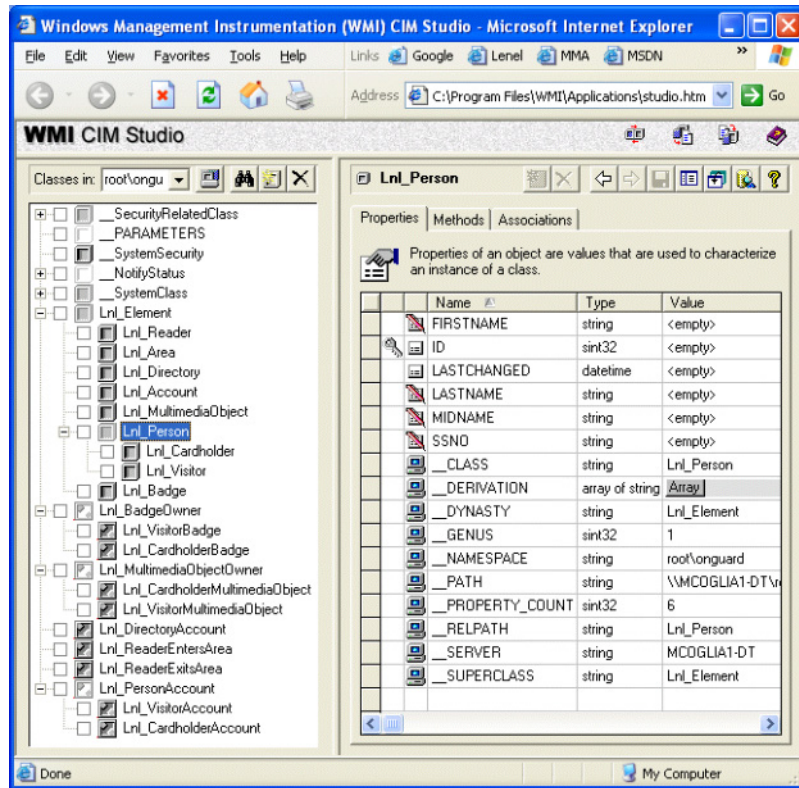 Windows Management Instrumentation (WMI) CIM Studio - Microsoft Internet Explorer
File Edit View Favorites Tools Help Links Google Lenel MMA MSDN »
Address C:\Program Files\WMI\Applications\studio.htm Go
WMI CIM Studio
Classes in: root\ongu
__SecurityRelatedClass
__PARAMETERS
__SystemSecurity
__NotifyStatus
__SystemClass
Lnl_Element
Lnl_Reader
Lnl_Area
Lnl_Directory
Lnl_Account
Lnl_MultimediaObject
Lnl_Person
Lnl_Cardholder
Lnl_Visitor
Lnl_Badge
Lnl_BadgeOwner
Lnl_VisitorBadge
Lnl_CardholderBadge
Lnl_MultimediaObjectOwner
Lnl_CardholderMultimediaObject
Lnl_VisitorMultimediaObject
Lnl_DirectoryAccount
Lnl_ReaderEntersArea
Lnl_ReaderExitsArea
Lnl_PersonAccount
Lnl_VisitorAccount
Lnl_CardholderAccount
Lnl_Person
Properties Methods Associations
Properties of an object are values that are used to characterize
an instance of a class.
Name Type Value
FIRSTNAME string <empty>
ID sint32 <empty>
LASTCHANGED datetime <empty>
LASTNAME string <empty>
MIDNAME string <empty>
SSNO string <empty>
__CLASS string Lnl_Person
__DERIVATION array of string Array
__DYNASTY string Lnl_Element
__GENUS sint32 1
__NAMESPACE string root\onguard
__PATH string \\MCOGLIA1-DT\r
__PROPERTY_COUNT sint32 6
__RELPATH string Lnl_Person
__SERVER string MCOGLIA1-DT
__SUPERCLASS string Lnl_Element
Done My Computer